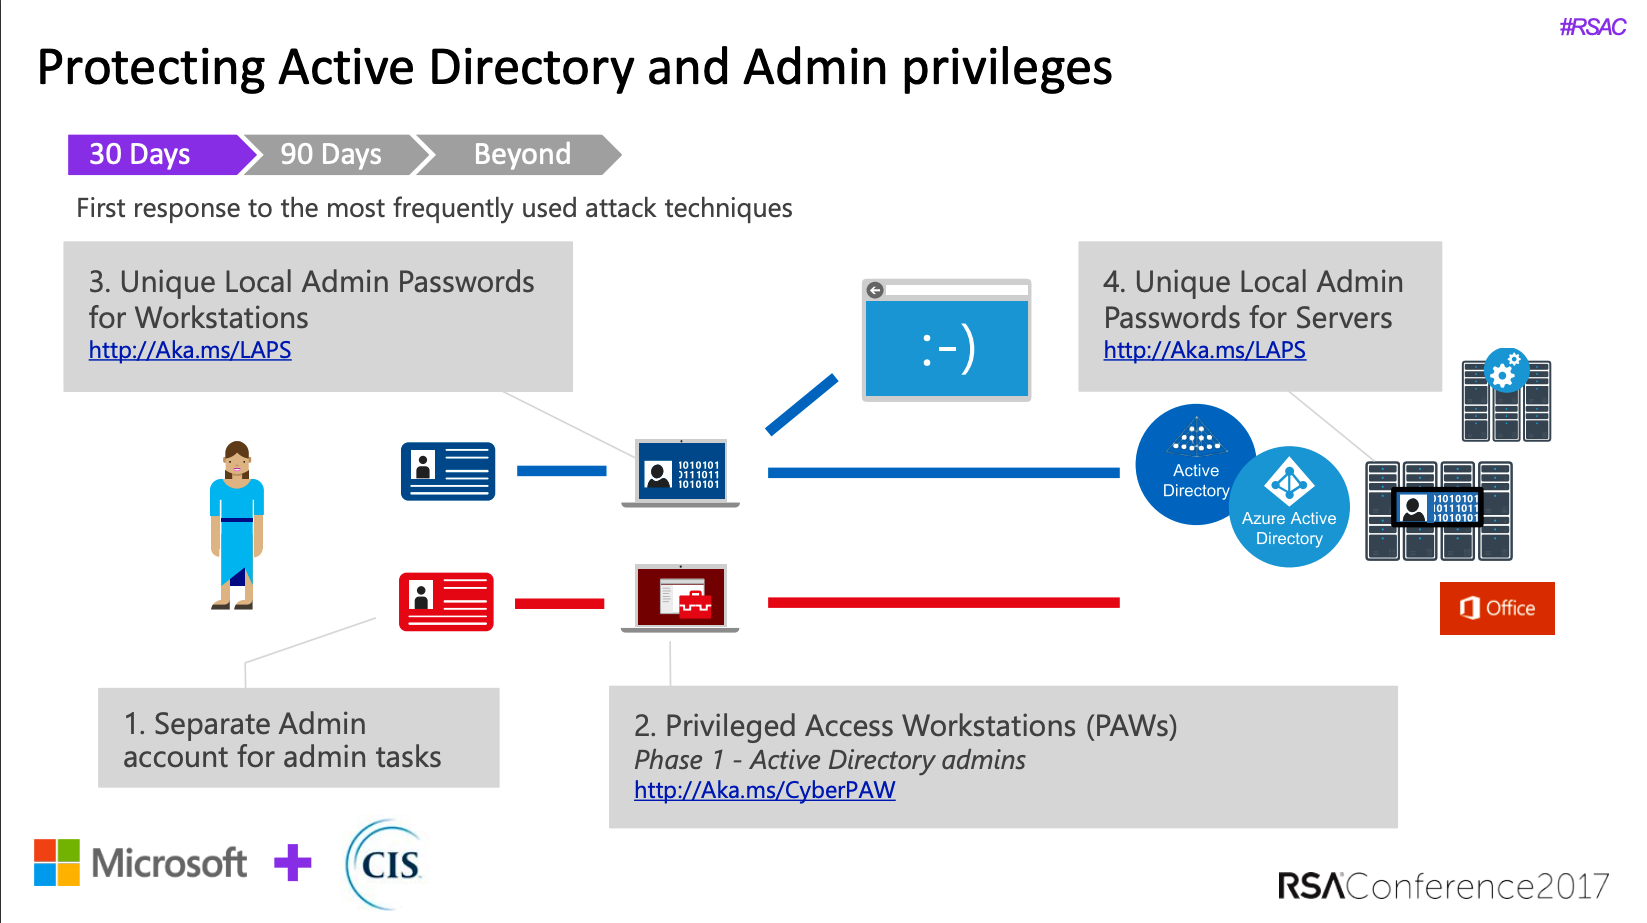 #RSAC
Protecting Active Directory and Admin privileges
30 Days
90 Days
Beyond
First response to the most frequently used attack techniques
3. Unique Local Admin Passwords
for Workstations
http://Aka.ms/LAPS
:-)
4. Unique Local Admin
Passwords for Servers
http://Aka.ms/LAPS
1010101
0111011
1010101
Active
Directory
Azure Active
Directory
01010101
10111011
01010101
Office
1. Separate Admin
account for admin tasks
2. Privileged Access Workstations (PAWs)
Phase 1 - Active Directory admins
http://Aka.ms/CyberPAW
Microsoft
CIS
RSAConference2017